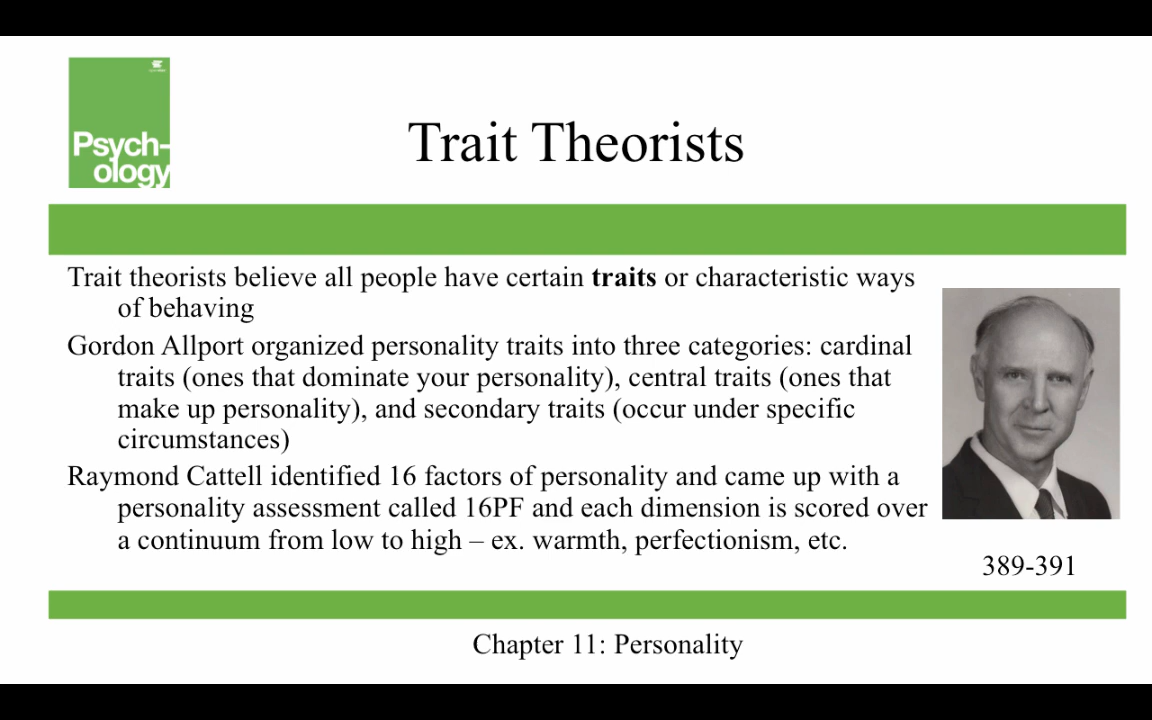 Psych-
ology
Trait Theorists
Trait theorists believe all people have certain traits or characteristic ways
of behaving
Gordon Allport organized personality traits into three categories: cardinal
traits (ones that dominate your personality), central traits (ones that
make up personality), and secondary traits (occur under specific
circumstances)
Raymond Cattell identified 16 factors of personality and came up with a
personality assessment called 16PF and each dimension is scored over
a continuum from low to high – ex. warmth, perfectionism, etc.
389-391
Chapter 11: Personality